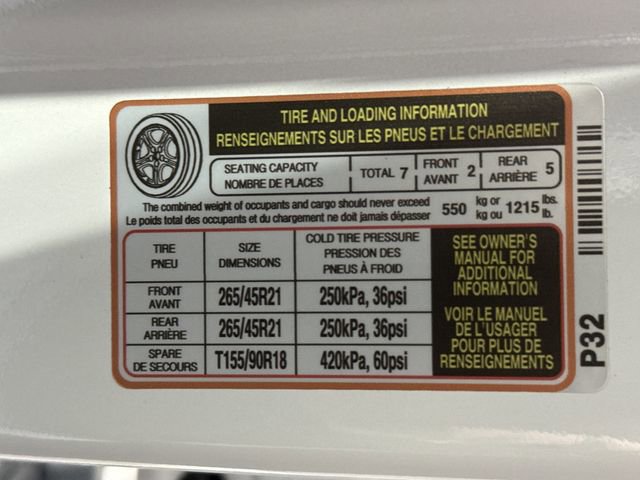 TIRE AND LOADING INFORMATION
RENSEIGNEMENTS SUR LES PNEUS ET LE CHARGEMENT
SEATING CAPACITY
NOMBRE DE PLACES
TOTAL 7
FRONT
AVANT 2
REAR
ARRIÈRE 5
The combined weight of occupants and cargo should never exceed
Le poids total des occupants et du chargement ne doit jamais dépasser
550 kg or
kg ou 1215 lbs.
lb.
TIRE
PNEU
SIZE
DIMENSIONS
COLD TIRE PRESSURE
PRESSION DES
PNEUS À FROID
FRONT
AVANT
265/45R21
250kPa, 36psi
REAR
ARRIÈRE
265/45R21
250kPa, 36psi
SPARE
DE SECOURS
T155/90R18
420kPa, 60psi
SEE OWNER'S
MANUAL FOR
ADDITIONAL
INFORMATION
VOIR LE MANUEL
DE L'USAGER
POUR PLUS DE
RENSEIGNEMENTS
P32